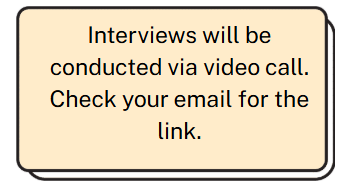 Interviews will be
conducted via video call.
Check your email for the
link.